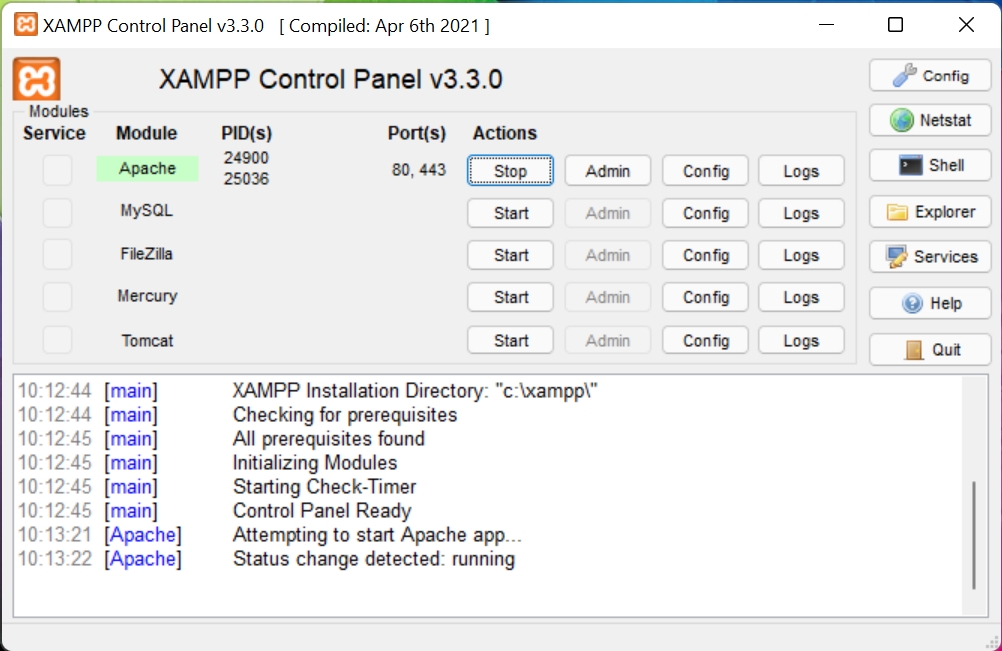 XAMPP Control Panel v3.3.0 [ Compiled: Apr 6th 2021 ]
XAMPP Control Panel v3.3.0
Config
Modules
Service Module PID(s) Port(s) Actions
Netstat
Apache 24900 25036 80, 443 Stop Admin Config Logs
Shell
MySQL Start Admin Config Logs
Explorer
FileZilla Start Admin Config Logs
Services
Mercury Start Admin Config Logs
Help
Tomcat Start Admin Config Logs
Quit
10:12:44 [main] XAMPP Installation Directory: "c:\xampp\"
10:12:44 [main] Checking for prerequisites
10:12:45 [main] All prerequisites found
10:12:45 [main] Initializing Modules
10:12:45 [main] Starting Check-Timer
10:12:45 [main] Control Panel Ready
10:13:21 [Apache] Attempting to start Apache app...
10:13:22 [Apache] Status change detected: running